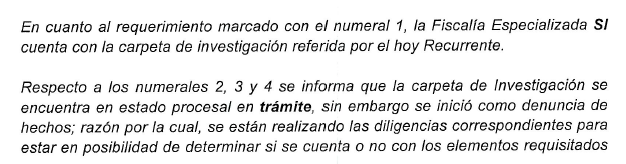 En cuanto al requerimiento marcado con el numeral 1, la Fiscalía Especializada SI
cuenta con la carpeta de investigación referida por el hoy Recurrente.
Respecto a los numerales 2, 3 y 4 se informa que la carpeta de Investigación se
encuentra en estado procesal en trámite, sin embargo se inició como denuncia de
hechos; razón por la cual, se están realizando las diligencias correspondientes para
estar en posibilidad de determinar si se cuenta o no con los elementos requisitados